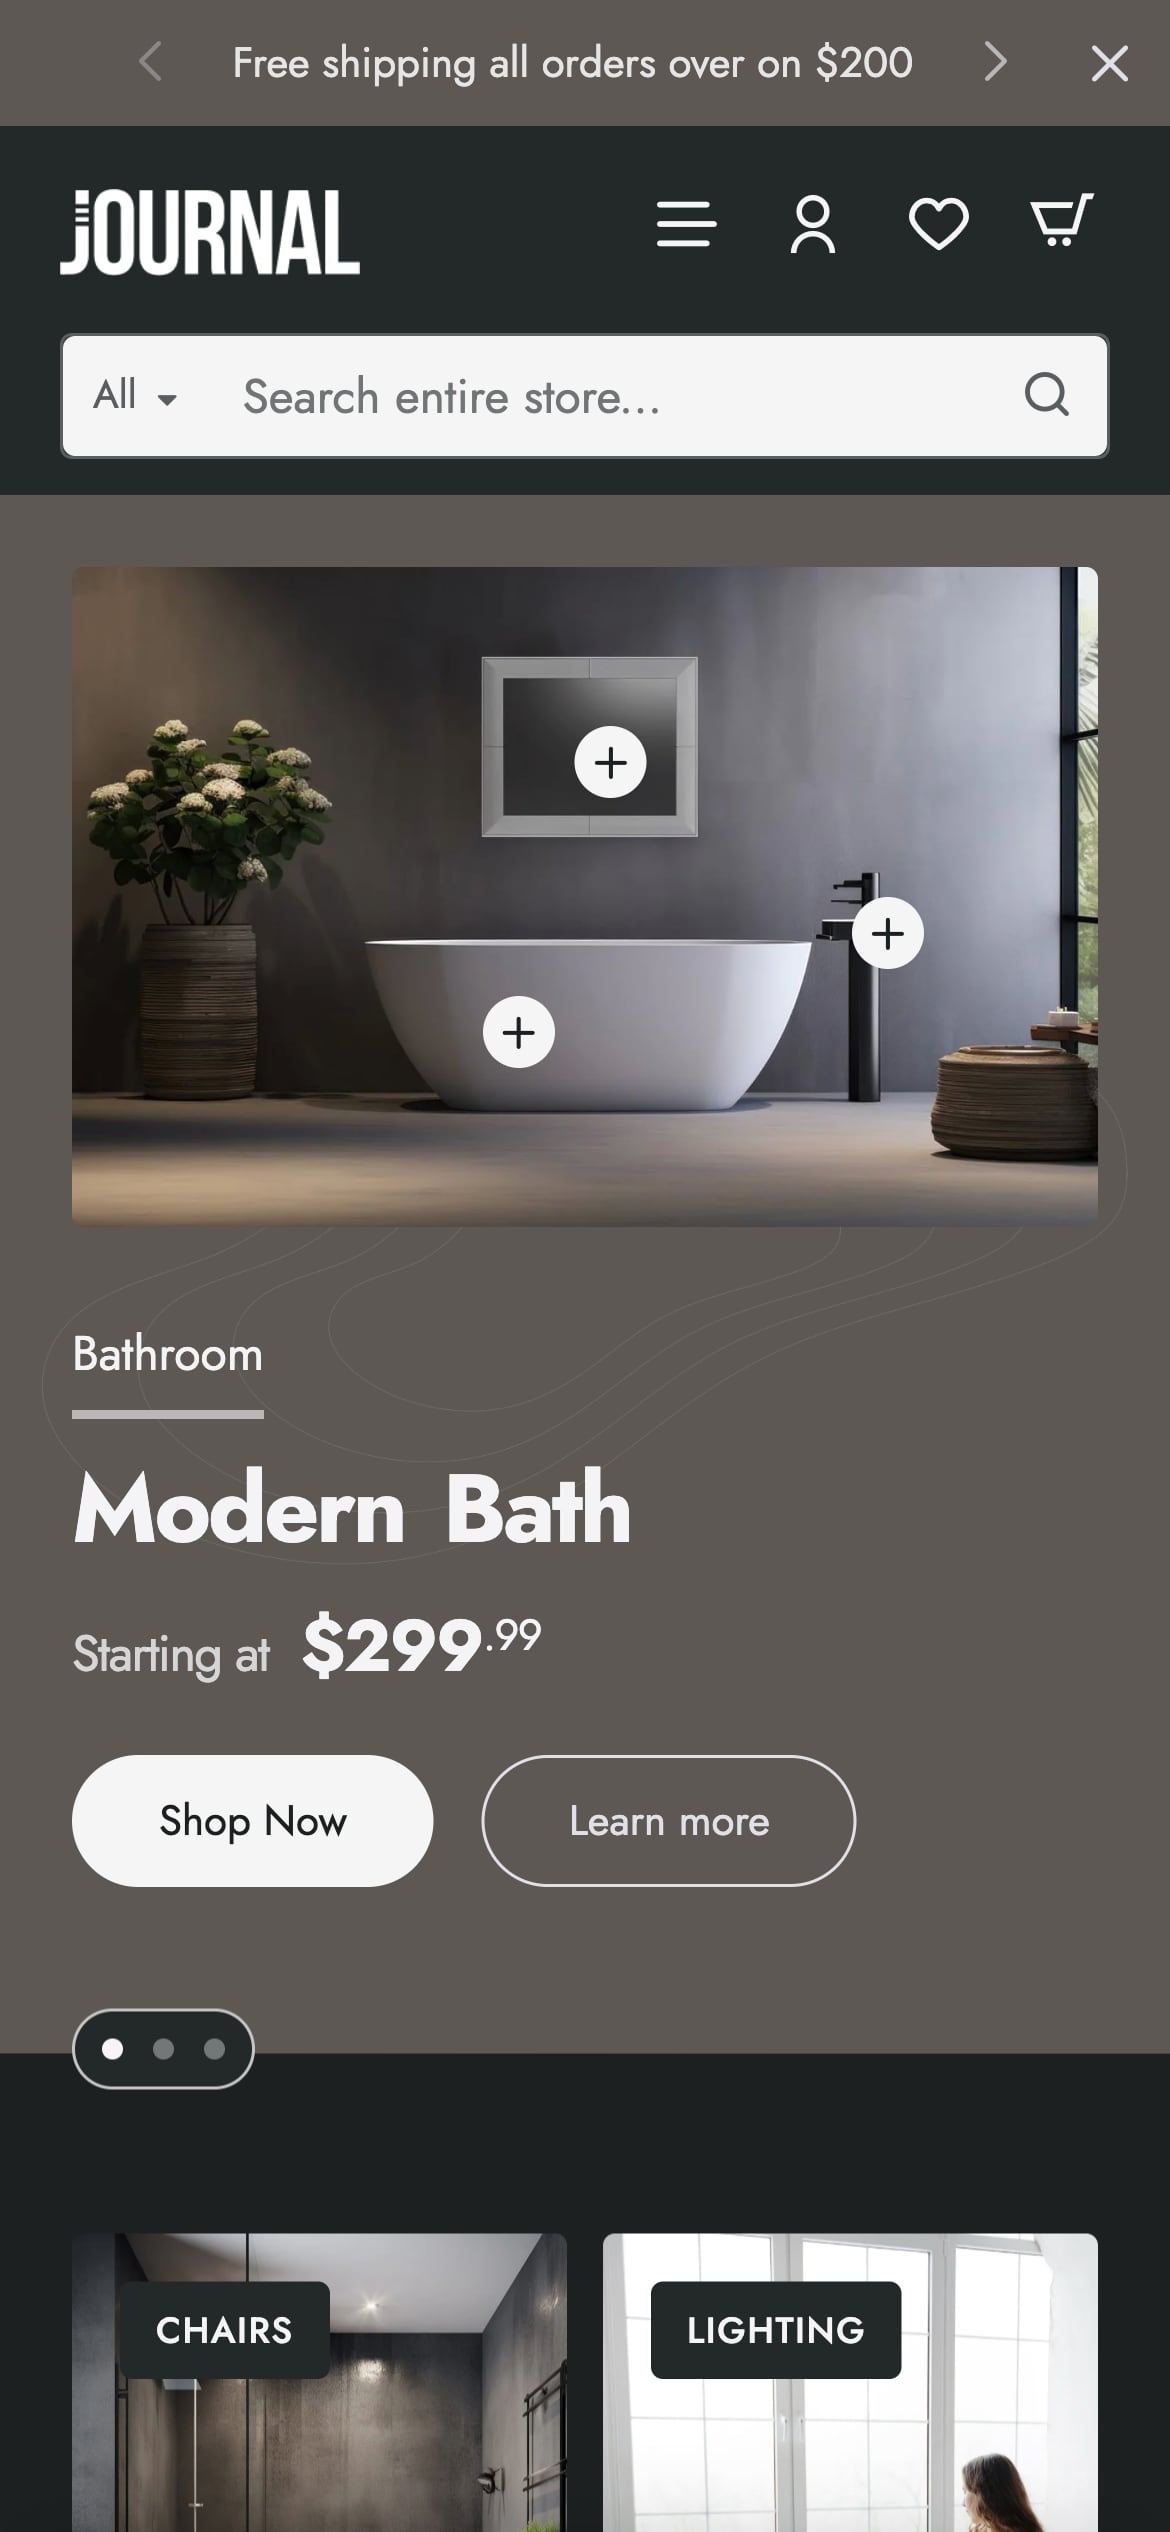 Free shipping all orders over on $200
JOURNAL
All
Search entire store...
Bathroom
Modern Bath
Starting at $299.99
Shop Now
Learn more
CHAIRS
LIGHTING